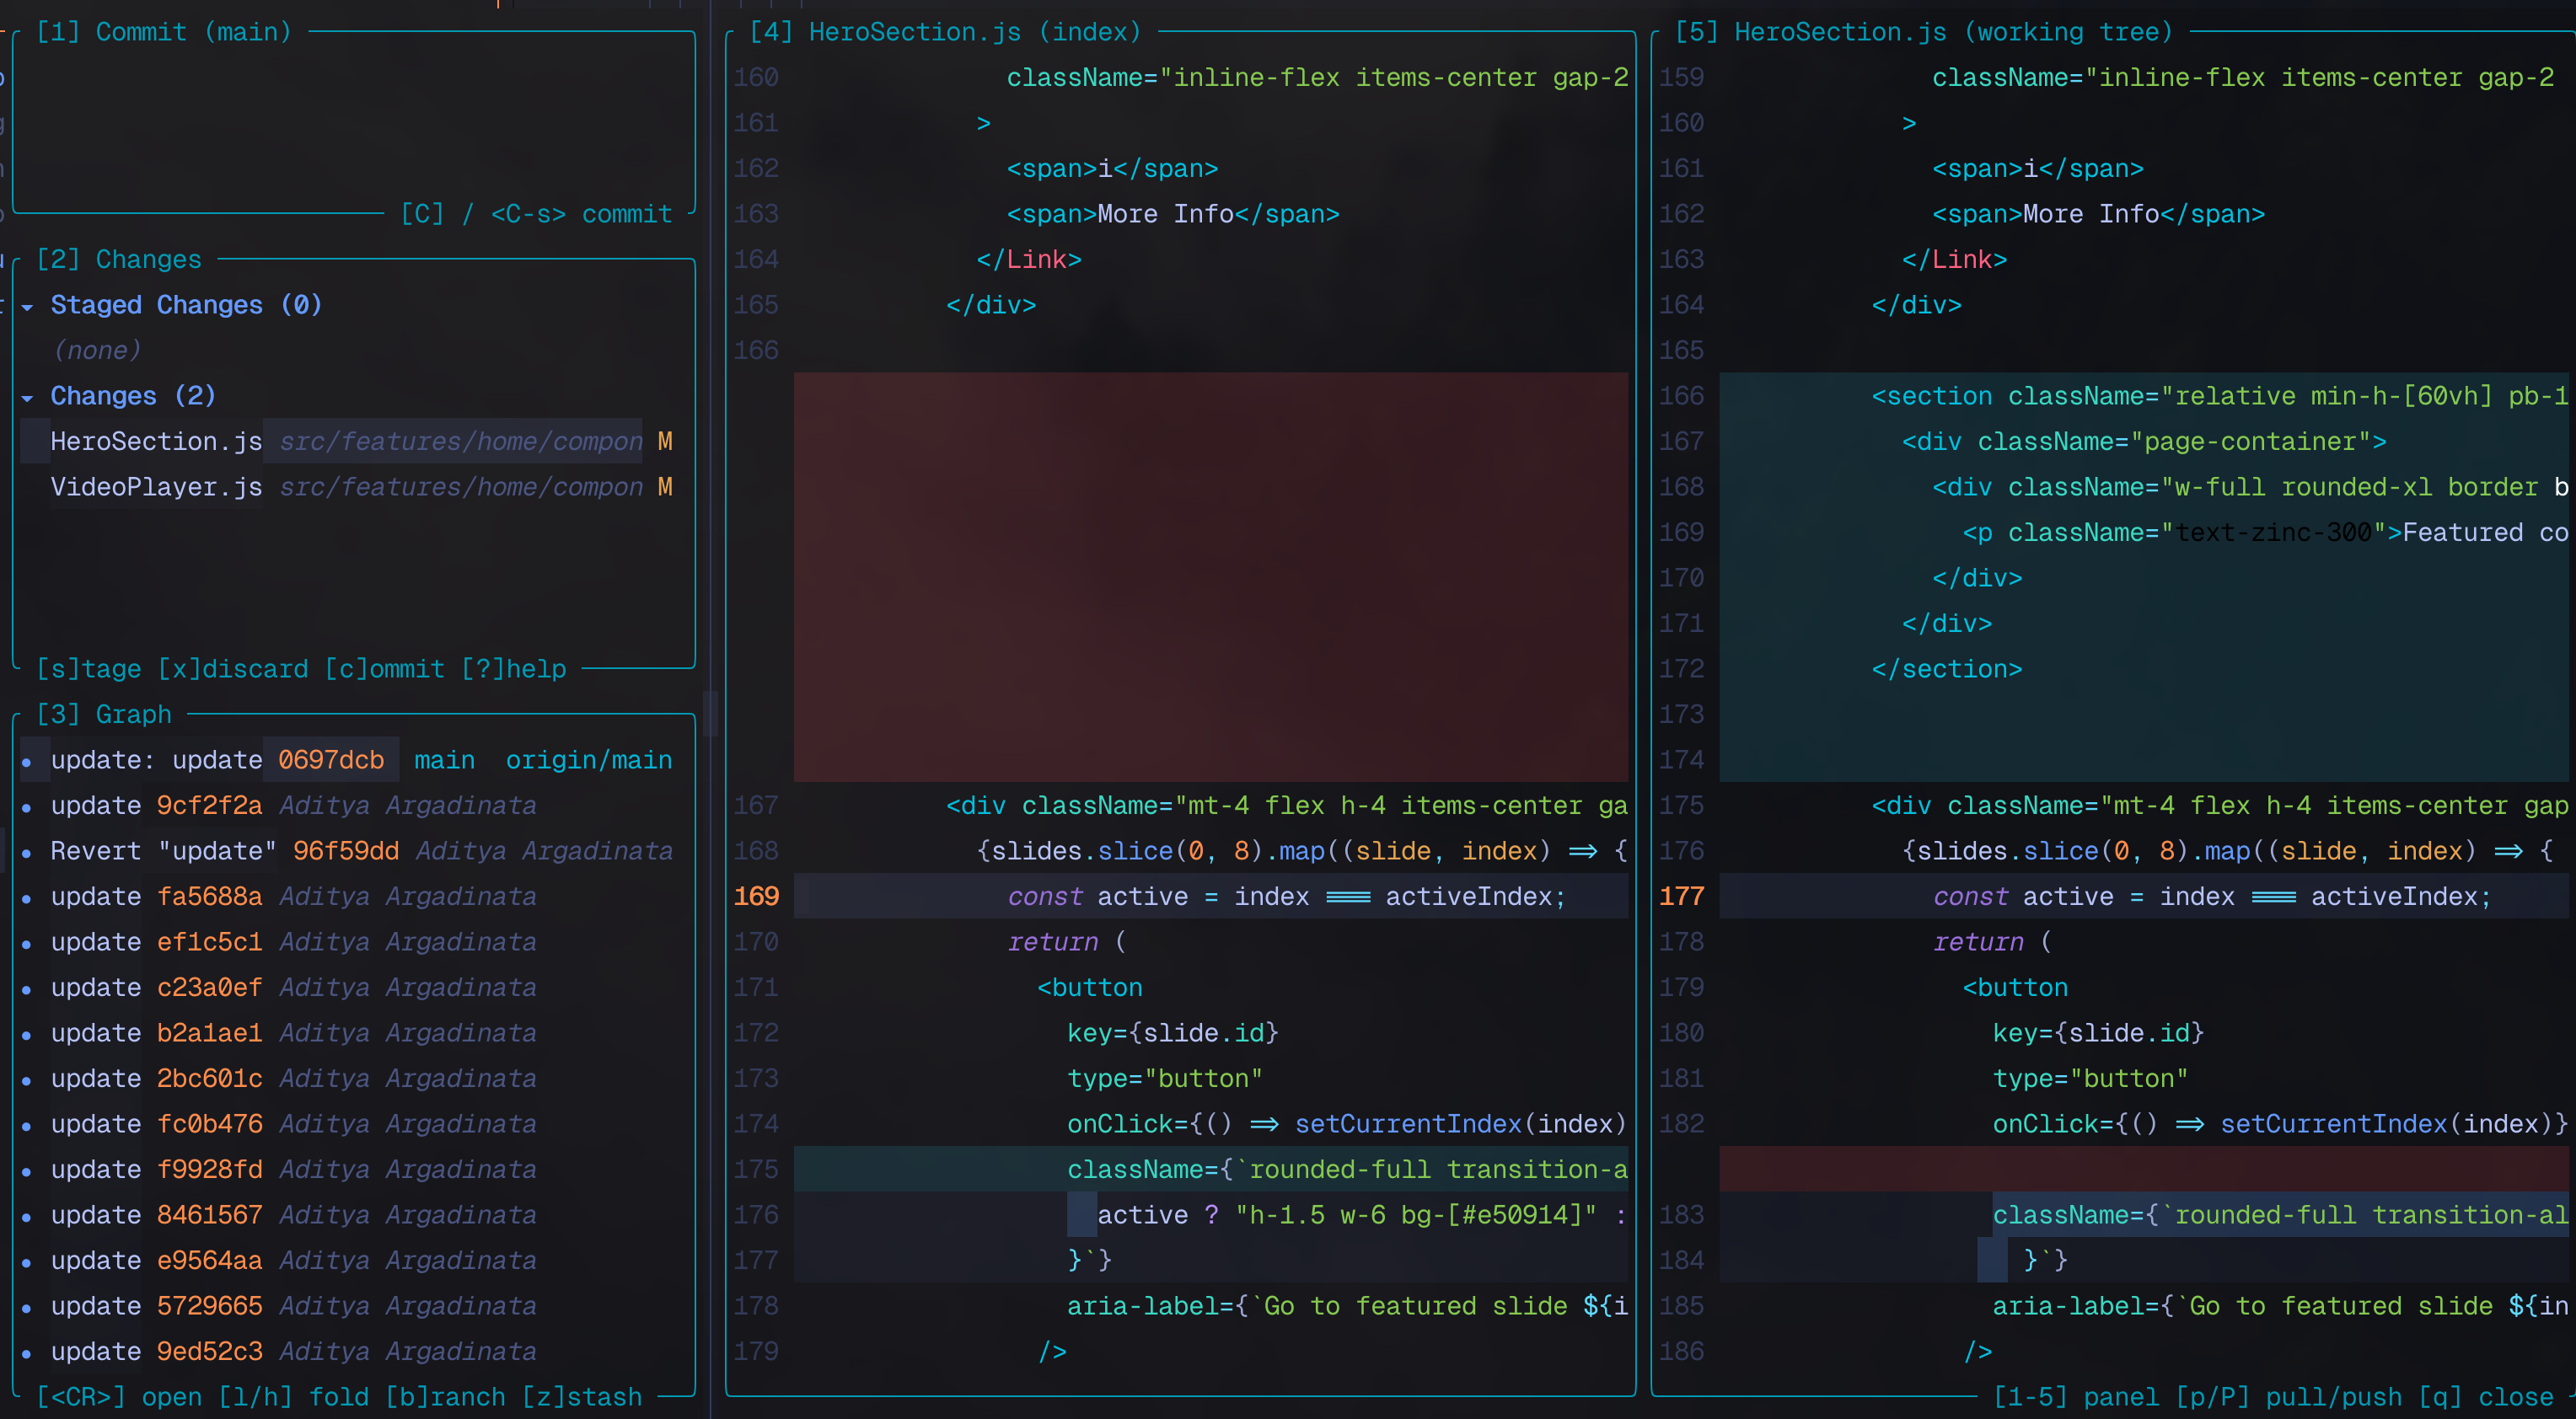 [1] Commit (main)
[C] / <C-s> commit
[2] Changes
Staged Changes (0)
(none)
Changes (2)
HeroSection.js src/features/home/compon M
VideoPlayer.js src/features/home/compon M
[s]tage [x]discard [c]ommit [?]help
[3] Graph
update: update 0697dcb main origin/main
update 9cf2f2a Aditya Argadinata
Revert "update" 96f59dd Aditya Argadinata
update fa5688a Aditya Argadinata
update ef1c5c1 Aditya Argadinata
update c23a0ef Aditya Argadinata
update b2a1ae1 Aditya Argadinata
update 2bc601c Aditya Argadinata
update fc0b476 Aditya Argadinata
update f9928fd Aditya Argadinata
update 8461567 Aditya Argadinata
update e9564aa Aditya Argadinata
update 5729665 Aditya Argadinata
update 9ed52c3 Aditya Argadinata
[<CR>] open [l/h] fold [b]ranch [z]stash
[4] HeroSection.js (index)
160 className="inline-flex items-center gap-2
161 >
162 <span>i</span>
163 <span>More Info</span>
164 </Link>
165 </div>
166
167 <div className="mt-4 flex h-4 items-center ga
168 {slides.slice(0, 8).map((slide, index) => {
169 const active = index === activeIndex;
170 return (
171 <button
172 key={slide.id}
173 type="button"
174 onClick={() => setCurrentIndex(index)
175 className={`rounded-full transition-a
176 active ? "h-1.5 w-6 bg-[#e50914]" :
177 }`}
178 aria-label={`Go to featured slide ${i
179 />
[5] HeroSection.js (working tree)
159 className="inline-flex items-center gap-2
160 >
161 <span>i</span>
162 <span>More Info</span>
163 </Link>
164 </div>
165
166 <section className="relative min-h-[60vh] pb-1
167 <div className="page-container">
168 <div className="w-full rounded-xl border b
169 <p className="text-zinc-300">Featured co
170 </div>
171 </div>
172 </section>
173
174
175 <div className="mt-4 flex h-4 items-center gap
176 {slides.slice(0, 8).map((slide, index) => {
177 const active = index === activeIndex;
178 return (
179 <button
180 key={slide.id}
181 type="button"
182 onClick={() => setCurrentIndex(index)}
183 className={`rounded-full transition-al
184 }`}
185 aria-label={`Go to featured slide ${in
186 />
[1-5] panel [p/P] pull/push [q] close